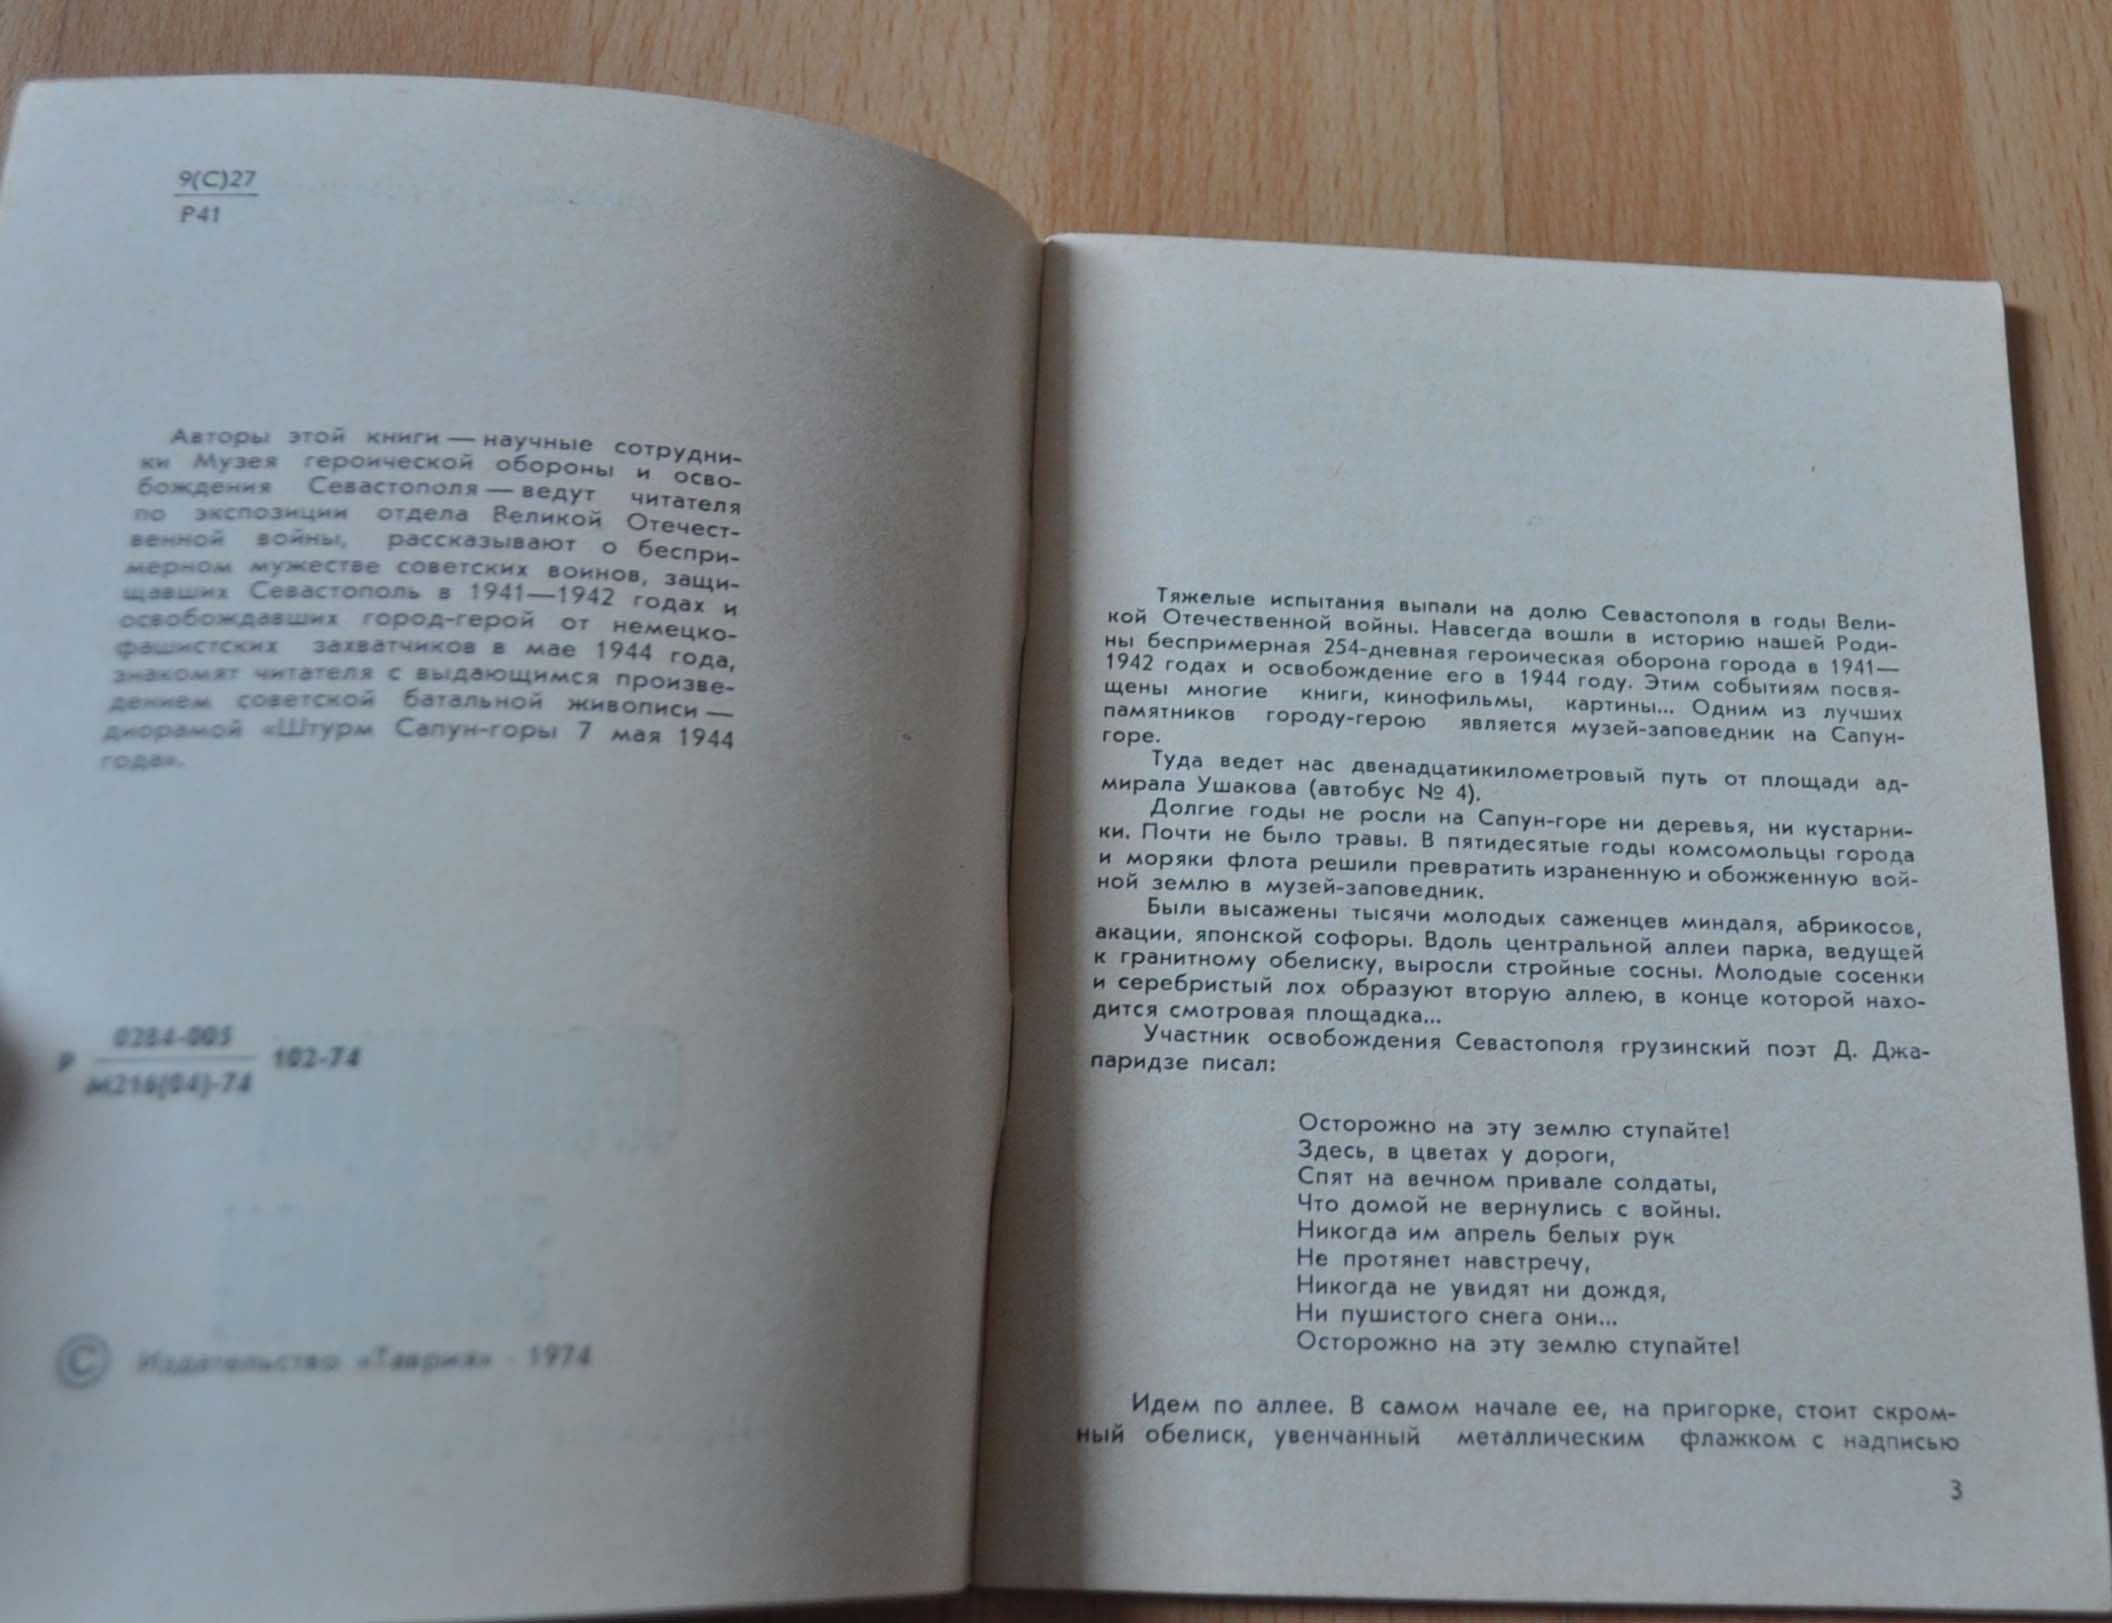 9(С)27
Р41
Авторы этой книги — научные сотрудни-
ки Музея героической обороны и осво-
бождения Севастополя — ведут читателя
по экспозиции отдела Великой Отечест-
венной войны, рассказывают о беспри-
мерном мужестве советских воинов, защи-
щавших Севастополь в 1941—1942 годах и
освобождавших город-герой от немецко-
фашистских захватчиков в мае 1944 года,
знакомят читателя с выдающимся произве-
дением советской батальной живописи —
диорамой «Штурм Сапун-горы 7 мая 1944
года».
Р 0284-005 102-74
М216(04)-74
© Издательство «Таврия» · 1974
Тяжелые испытания выпали на долю Севастополя в годы Вели-
кой Отечественной войны. Навсегда вошли в историю нашей Роди-
ны беспримерная 254-дневная героическая оборона города в 1941—
1942 годах и освобождение его в 1944 году. Этим событиям посвя-
щены многие книги, кинофильмы, картины... Одним из лучших
памятников городу-герою является музей-заповедник на Сапун-
горе.
Туда ведет нас двенадцатикилометровый путь от площади ад-
мирала Ушакова (автобус № 4).
Долгие годы не росли на Сапун-горе ни деревья, ни кустарни-
ки. Почти не было травы. В пятидесятые годы комсомольцы города
и моряки флота решили превратить израненную и обожженную вой-
ной землю в музей-заповедник.
Были высажены тысячи молодых саженцев миндаля, абрикосов,
акации, японской софоры. Вдоль центральной аллеи парка, ведущей
к гранитному обелиску, выросли стройные сосны. Молодые сосенки
и серебристый лох образуют вторую аллею, в конце которой нахо-
дится смотровая площадка...
Участник освобождения Севастополя грузинский поэт Д. Джа-
паридзе писал:
Осторожно на эту землю ступайте!
Здесь, в цветах у дороги,
Спят на вечном привале солдаты,
Что домой не вернулись с войны.
Никогда им апрель белых рук
Не протянет навстречу,
Никогда не увидят ни дождя,
Ни пушистого снега они...
Осторожно на эту землю ступайте!
Идем по аллее. В самом начале ее, на пригорке, стоит скром-
ный обелиск, увенчанный металлическим флажком с надписью
3